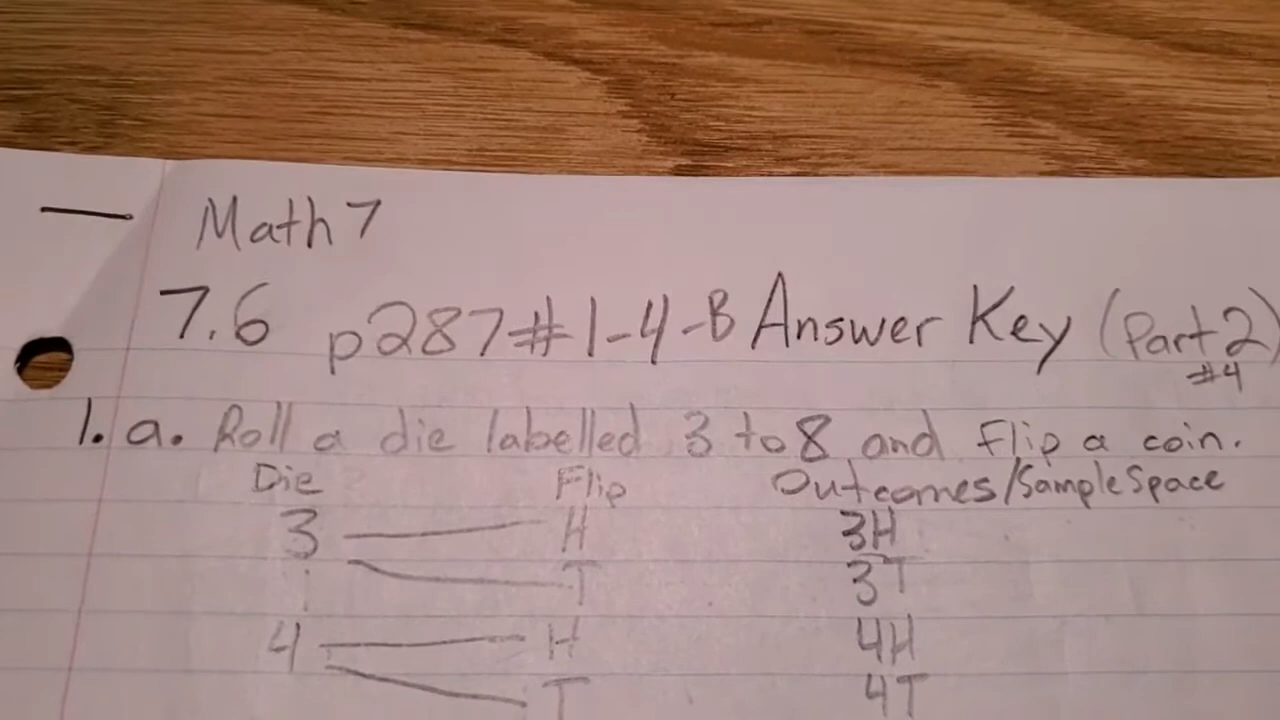 Math 7
7.6 p287#1-4-B Answer Key (Part 2)
#4
1. a. Roll a die labelled 3 to 8 and flip a coin.
Die Flip Outcomes/Sample Space
3 H 3H
T 3T
4 H 4H
T 4T